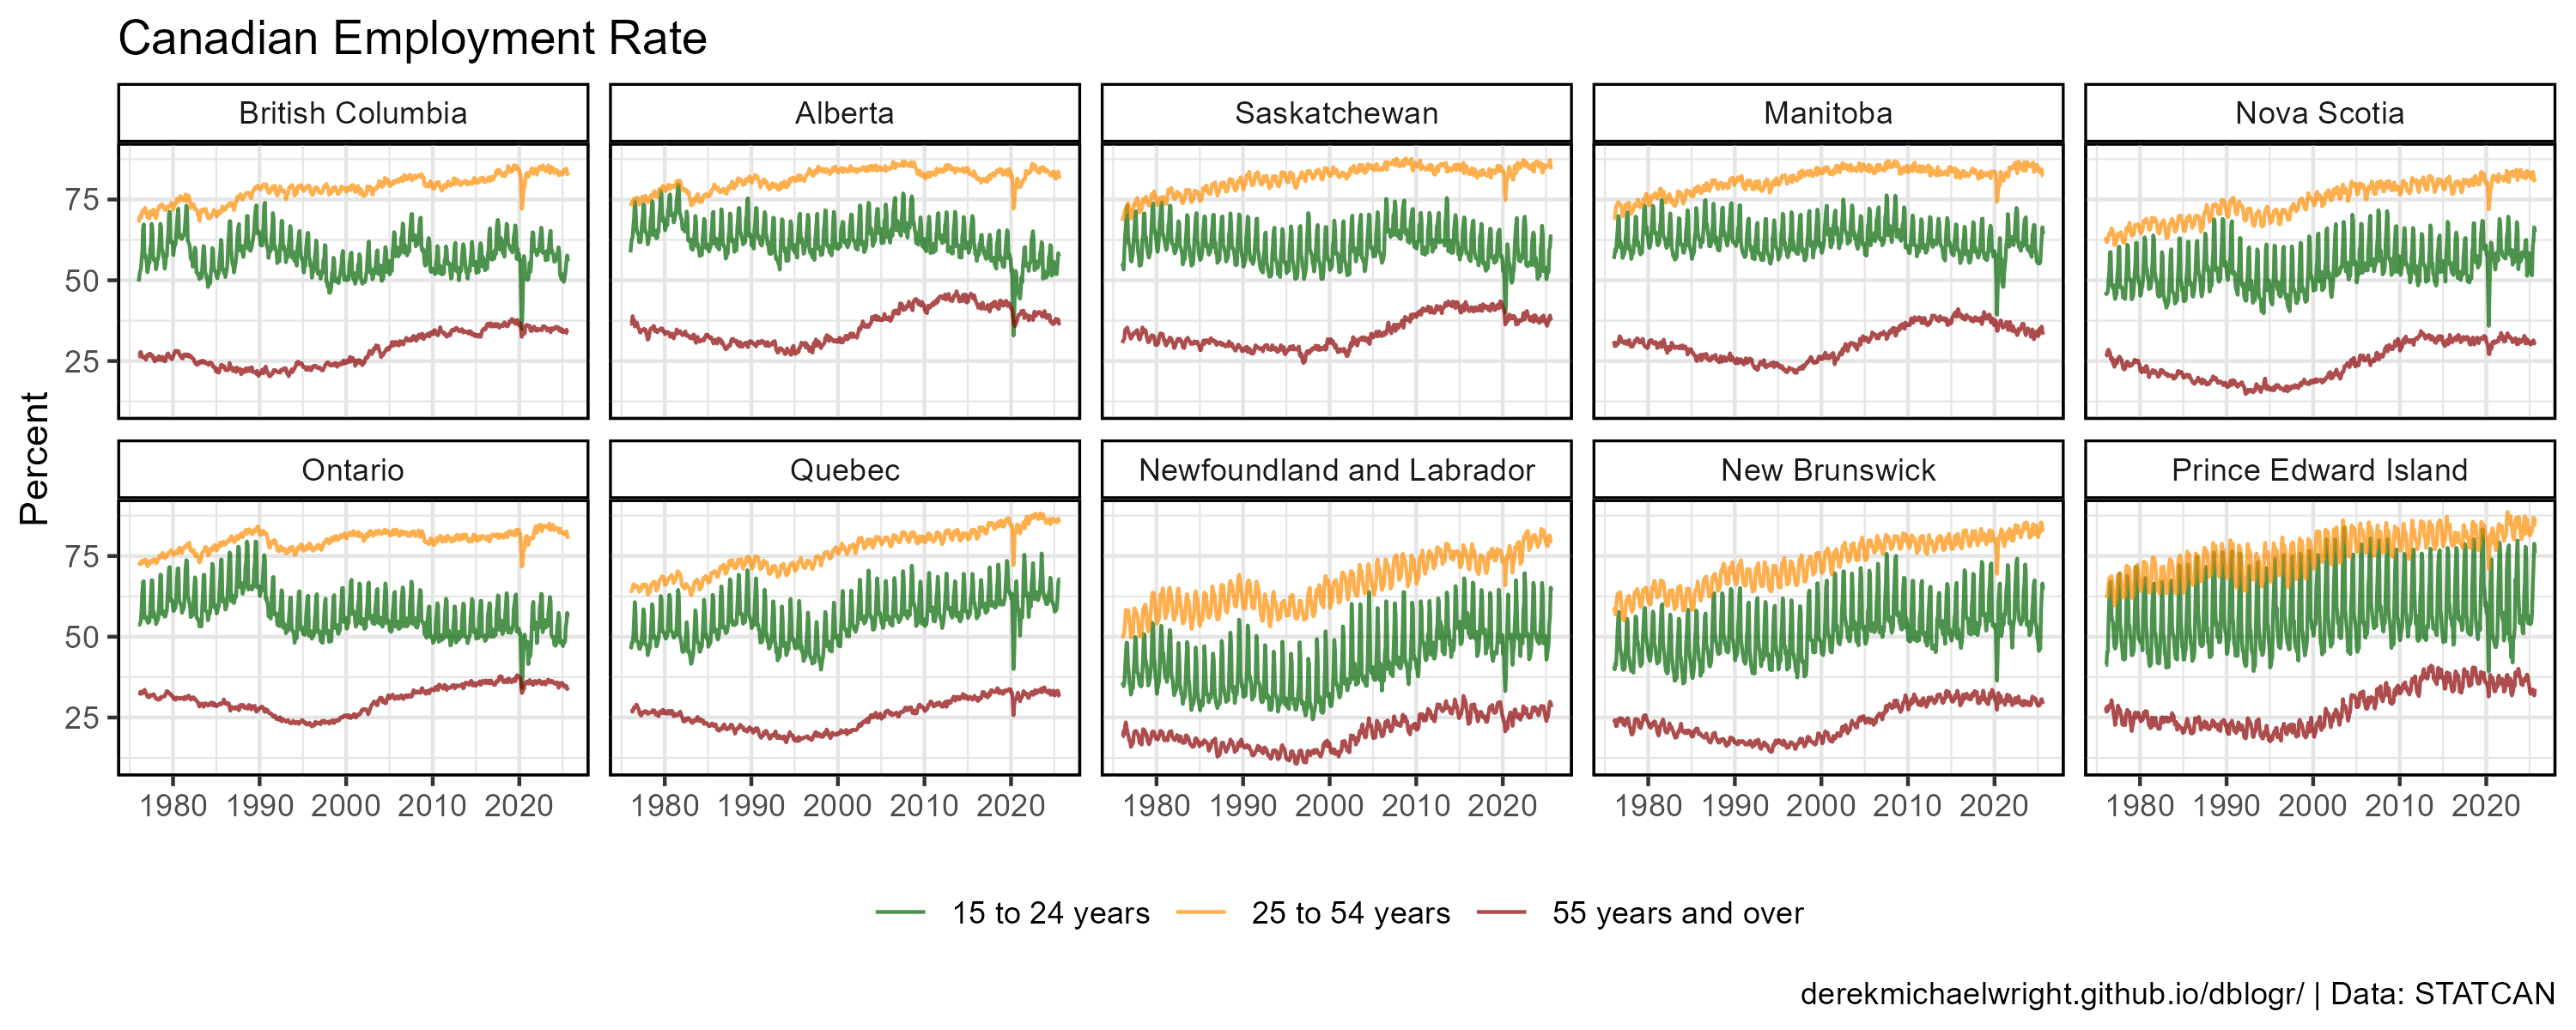 Canadian Employment Rate
British Columbia Alberta Saskatchewan Manitoba Nova Scotia
75
50
25
Percent
Ontario Quebec Newfoundland and Labrador New Brunswick Prince Edward Island
75
50
25
1980 1990 2000 2010 2020 1980 1990 2000 2010 2020 1980 1990 2000 2010 2020 1980 1990 2000 2010 2020 1980 1990 2000 2010 2020
15 to 24 years 25 to 54 years 55 years and over
derekmichaelwright.github.io/dblogr/ | Data: STATCAN